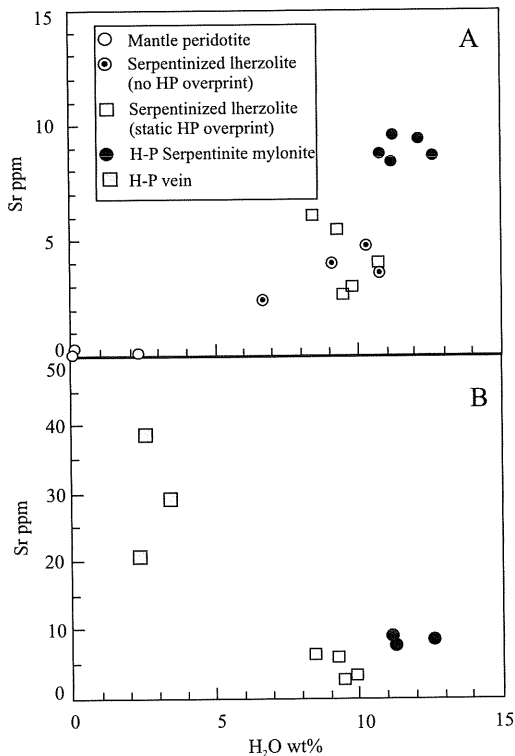 15
10
5
0
Sr ppm
A
Mantle peridotite
Serpentinized lherzolite
(no HP overprint)
Serpentinized lherzolite
(static HP overprint)
H-P Serpentinite mylonite
H-P vein
50
40
30
20
10
0
Sr ppm
B
0
5
10
15
H₂O wt%